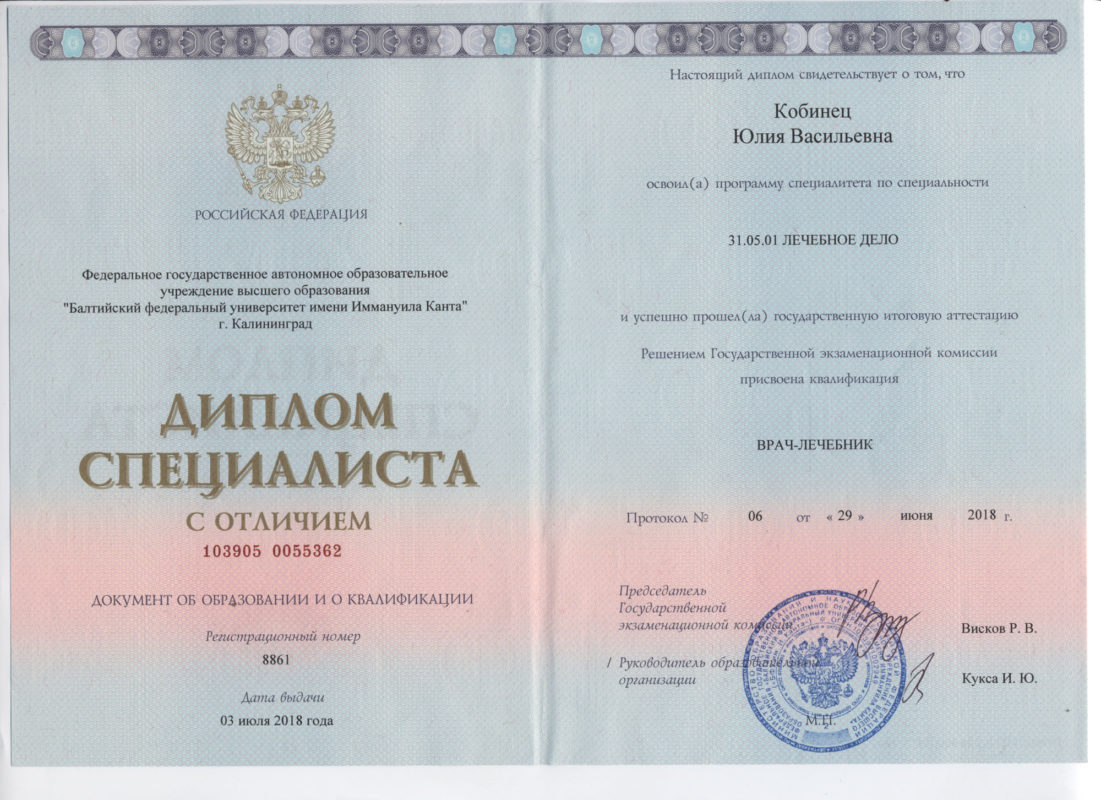 РОССИЙСКАЯ ФЕДЕРАЦИЯ
Федеральное государственное автономное образовательное
учреждение высшего образования
"Балтийский федеральный университет имени Иммануила Канта"
г. Калининград
ДИПЛОМ
СПЕЦИАЛИСТА
С ОТЛИЧИЕМ
103905 0055362
ДОКУМЕНТ ОБ ОБРАЗОВАНИИ И О КВАЛИФИКАЦИИ
Регистрационный номер
8861
Дата выдачи
03 июля 2018 года
Настоящий диплом свидетельствует о том, что
Кобинец
Юлия Васильевна
освоил(а) программу специалитета по специальности
31.05.01 ЛЕЧЕБНОЕ ДЕЛО
и успешно прошел(ла) государственную итоговую аттестацию
Решением Государственной экзаменационной комиссии
присвоена квалификация
ВРАЧ-ЛЕЧЕБНИК
Протокол № 06 от « 29 » июня 2018 г.
Председатель
Государственной
экзаменационной комиссии
Висков Р. В.
/ Руководитель образовательной
организации
Кукса И. Ю.
М.П.